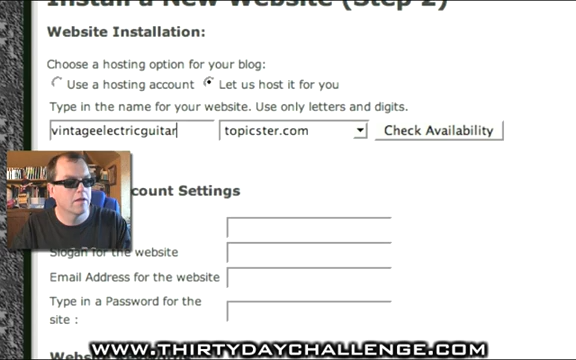 Install a New Website (Step 2)
Website Installation:
Choose a hosting option for your blog:
Use a hosting account Let us host it for you
Type in the name for your website. Use only letters and digits.
vintageelectricguitar topicster.com Check Availability
count Settings
Slogan for the website
Email Address for the website
Type in a Password for the
site :
WWW.THIRTYDAYCHALLENGE.COM